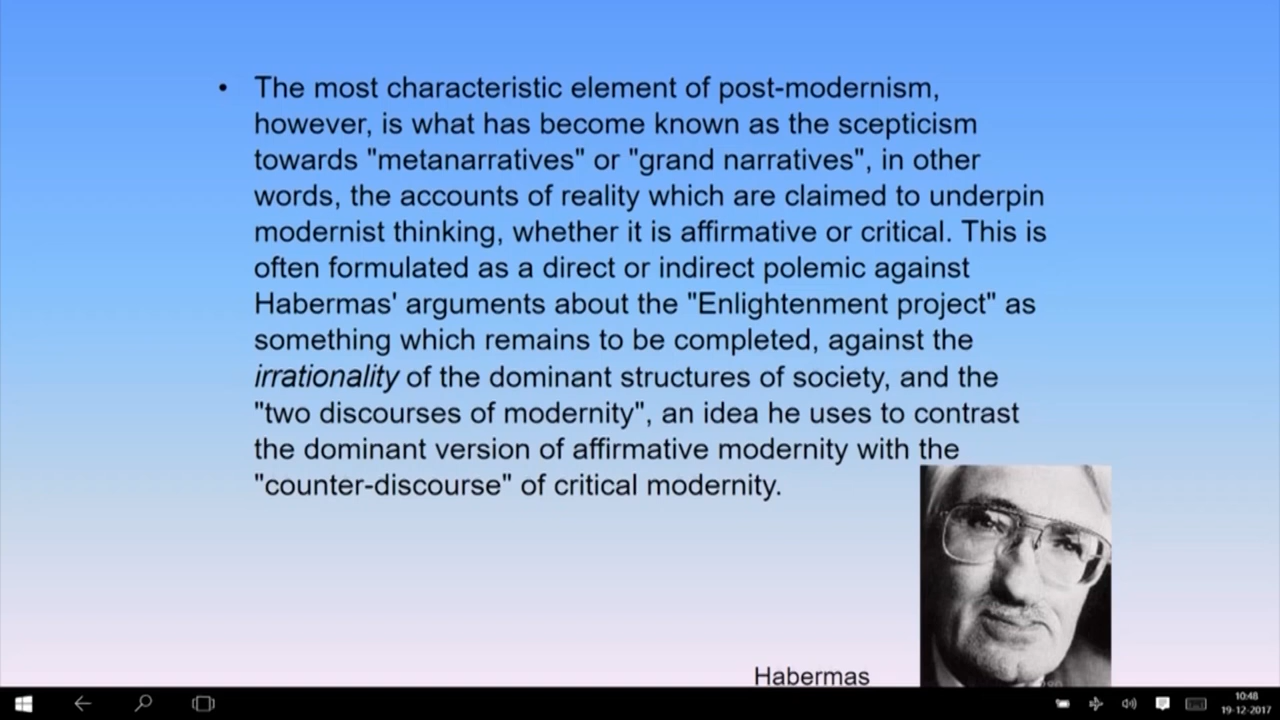 • The most characteristic element of post-modernism,
however, is what has become known as the scepticism
towards "metanarratives" or "grand narratives", in other
words, the accounts of reality which are claimed to underpin
modernist thinking, whether it is affirmative or critical. This is
often formulated as a direct or indirect polemic against
Habermas' arguments about the "Enlightenment project" as
something which remains to be completed, against the
irrationality of the dominant structures of society, and the
"two discourses of modernity", an idea he uses to contrast
the dominant version of affirmative modernity with the
"counter-discourse" of critical modernity.
Habermas
10:48
19-12-2017